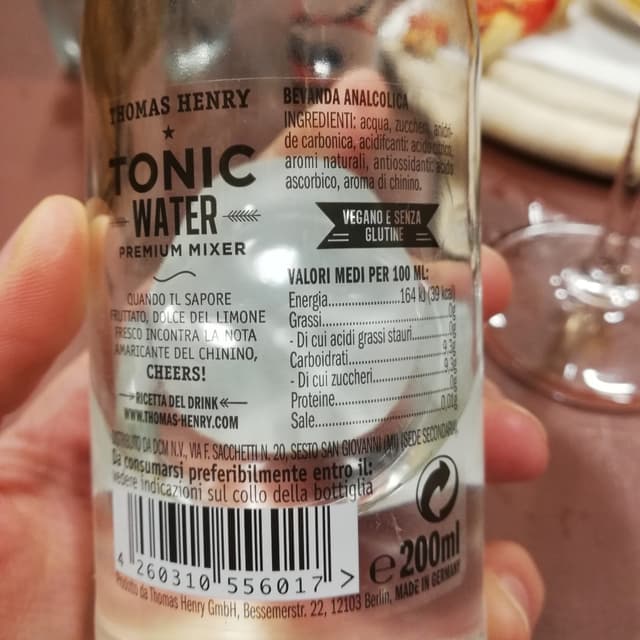 THOMAS HENRY
TONIC
WATER
PREMIUM MIXER
QUANDO IL SAPORE
FRUTTATO, DOLCE DEL LIMONE
FRESCO INCONTRA LA NOTA
AMARICANTE DEL CHININO,
CHEERS!
RICETTA DEL DRINK
WWW.THOMAS-HENRY.COM
BEVANDA ANALCOLICA
INGREDIENTI: acqua, zucchero, anidri-
de carbonica, acidifcanti: acido citrico,
aromi naturali, antiossidanti: acido
ascorbico, aroma di chinino.
VEGANO E SENZA
GLUTINE
VALORI MEDI PER 100 ML:
Energia....................164 kJ (39 kcal)
Grassi
- Di cui acidi grassi stauri
Carboidrati
- Di cui zuccheri
Proteine
Sale
DISTRIBUITO DA DCM N.V., VIA F. SACCHETTI N. 20, SESTO SAN GIOVANNI (MI) (SEDE SECONDARIA)
Da consumarsi preferibilmente entro il:
vedere indicazioni sul collo della bottiglia
4 260310 556017 >
e 200ml
Prodotto da Thomas Henry GmbH, Bessemerstr. 22, 12103 Berlin, MADE IN GERMANY